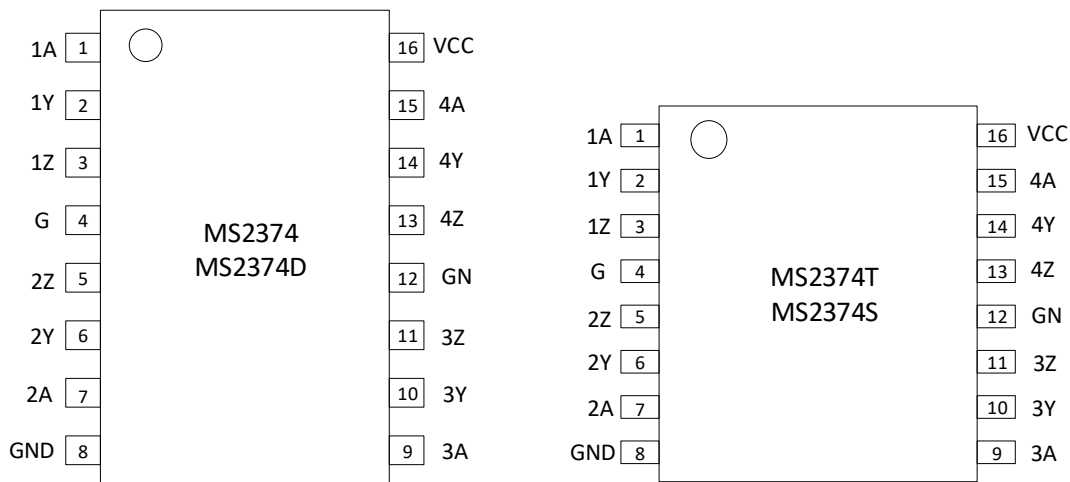 1A 1 16 VCC
1Y 2 15 4A
1Z 3 14 4Y
G 4 13 4Z
MS2374
MS2374D
2Z 5 12 GN
2Y 6 11 3Z
2A 7 10 3Y
GND 8 9 3A
1A 1 16 VCC
1Y 2 15 4A
1Z 3 14 4Y
G 4 13 4Z
MS2374T
MS2374S
2Z 5 12 GN
2Y 6 11 3Z
2A 7 10 3Y
GND 8 9 3A